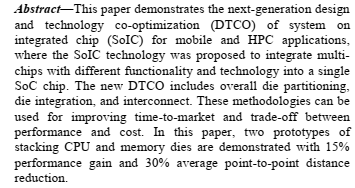 Abstract—This paper demonstrates the next-generation design
and technology co-optimization (DTCO) of system on
integrated chip (SoIC) for mobile and HPC applications,
where the SoIC technology was proposed to integrate multi-
chips with different functionality and technology into a single
SoC chip. The new DTCO includes overall die partitioning,
die integration, and interconnect. These methodologies can be
used for improving time-to-market and trade-off between
performance and cost. In this paper, two prototypes of
stacking CPU and memory dies are demonstrated with 15%
performance gain and 30% average point-to-point distance
reduction.